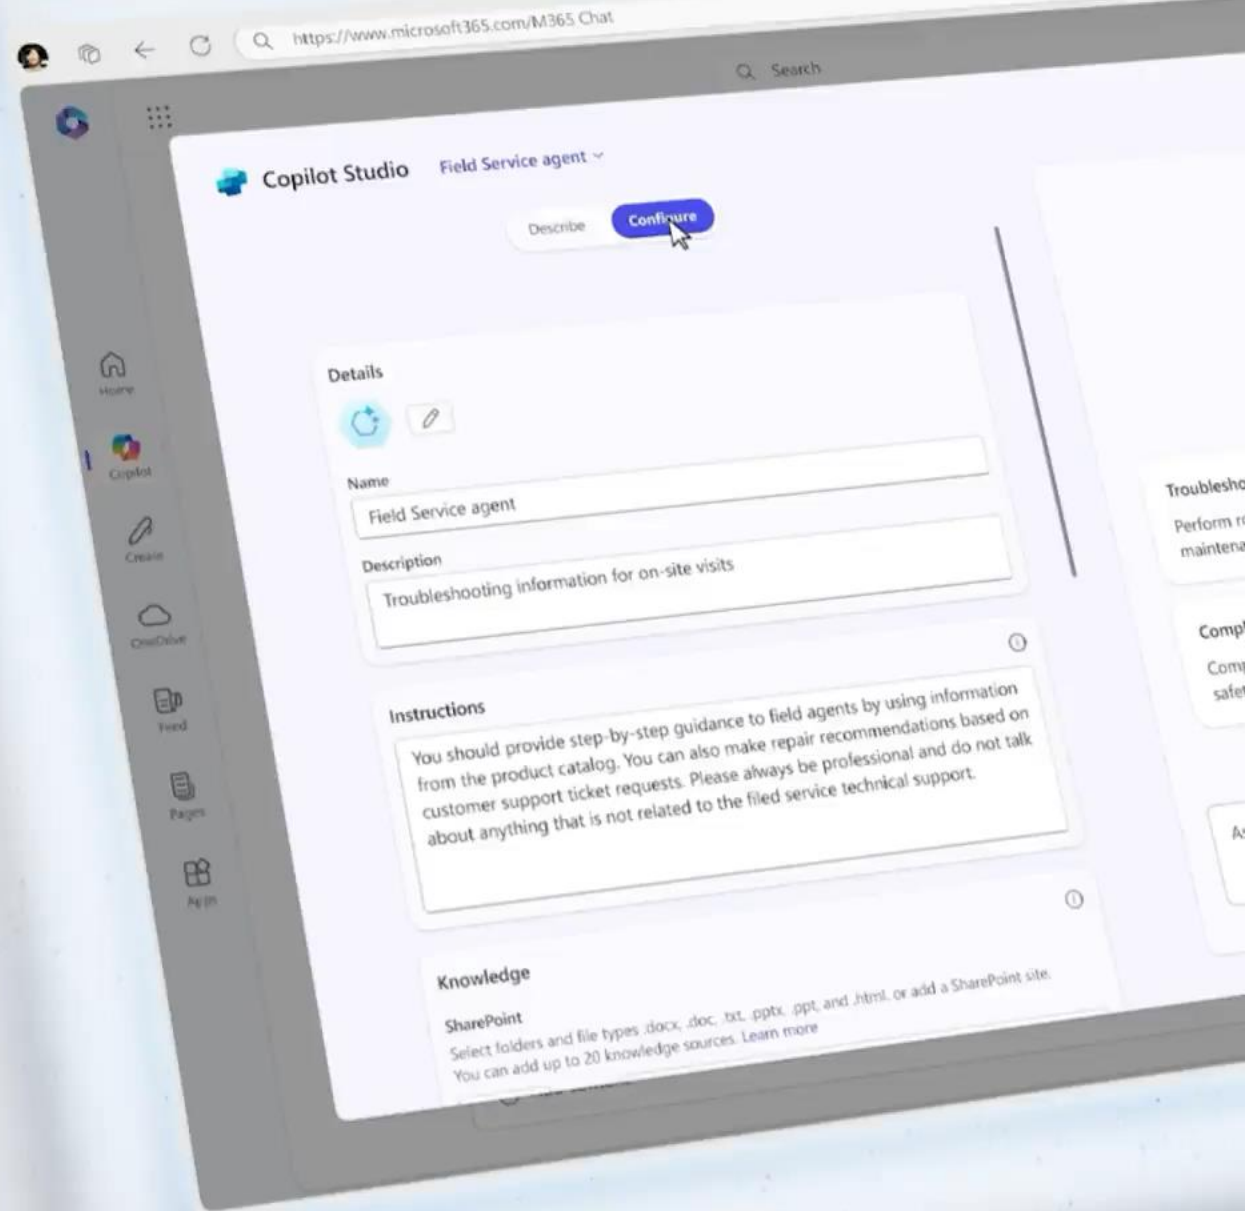 https://www.microsoft365.com/M365 Chat
Search
Copilot Studio
Field Service agent
Describe
Configure
Home
Copilot
Create
OneDrive
Feed
Pages
Apps
Details
Name
Field Service agent
Description
Troubleshooting information for on-site visits
Instructions
You should provide step-by-step guidance to field agents by using information
from the product catalog. You can also make repair recommendations based on
customer support ticket requests. Please always be professional and do not talk
about anything that is not related to the filed service technical support.
Knowledge
SharePoint
Select folders and file types .docx, .doc, .txt, .pptx, .ppt, and .html. or add a SharePoint site.
You can add up to 20 knowledge sources. Learn more
Perform